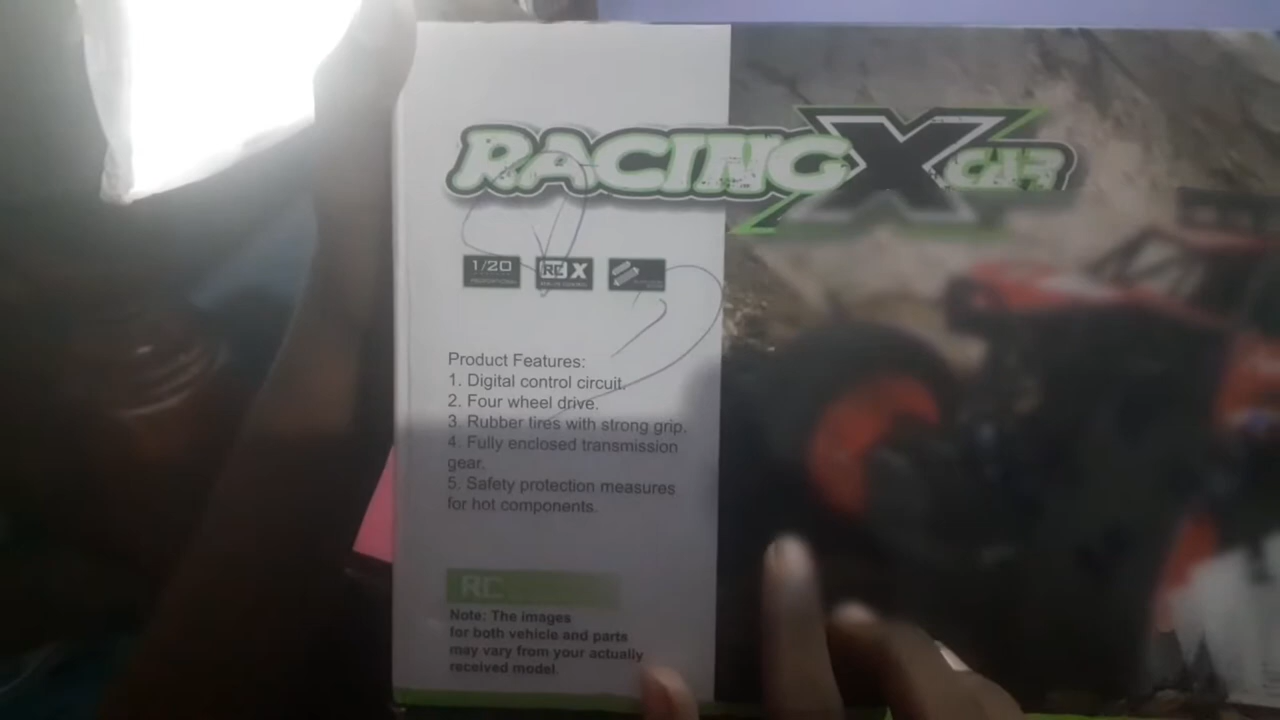 RACING X CAR
1/20 RC X
PROPORTIONAL
Product Features:
1. Digital control circuit.
2. Four wheel drive.
3. Rubber tires with strong grip.
4. Fully enclosed transmission
gear.
5. Safety protection measures
for hot components.
RC
Note: The images
for both vehicle and parts
may vary from your actually
received model.